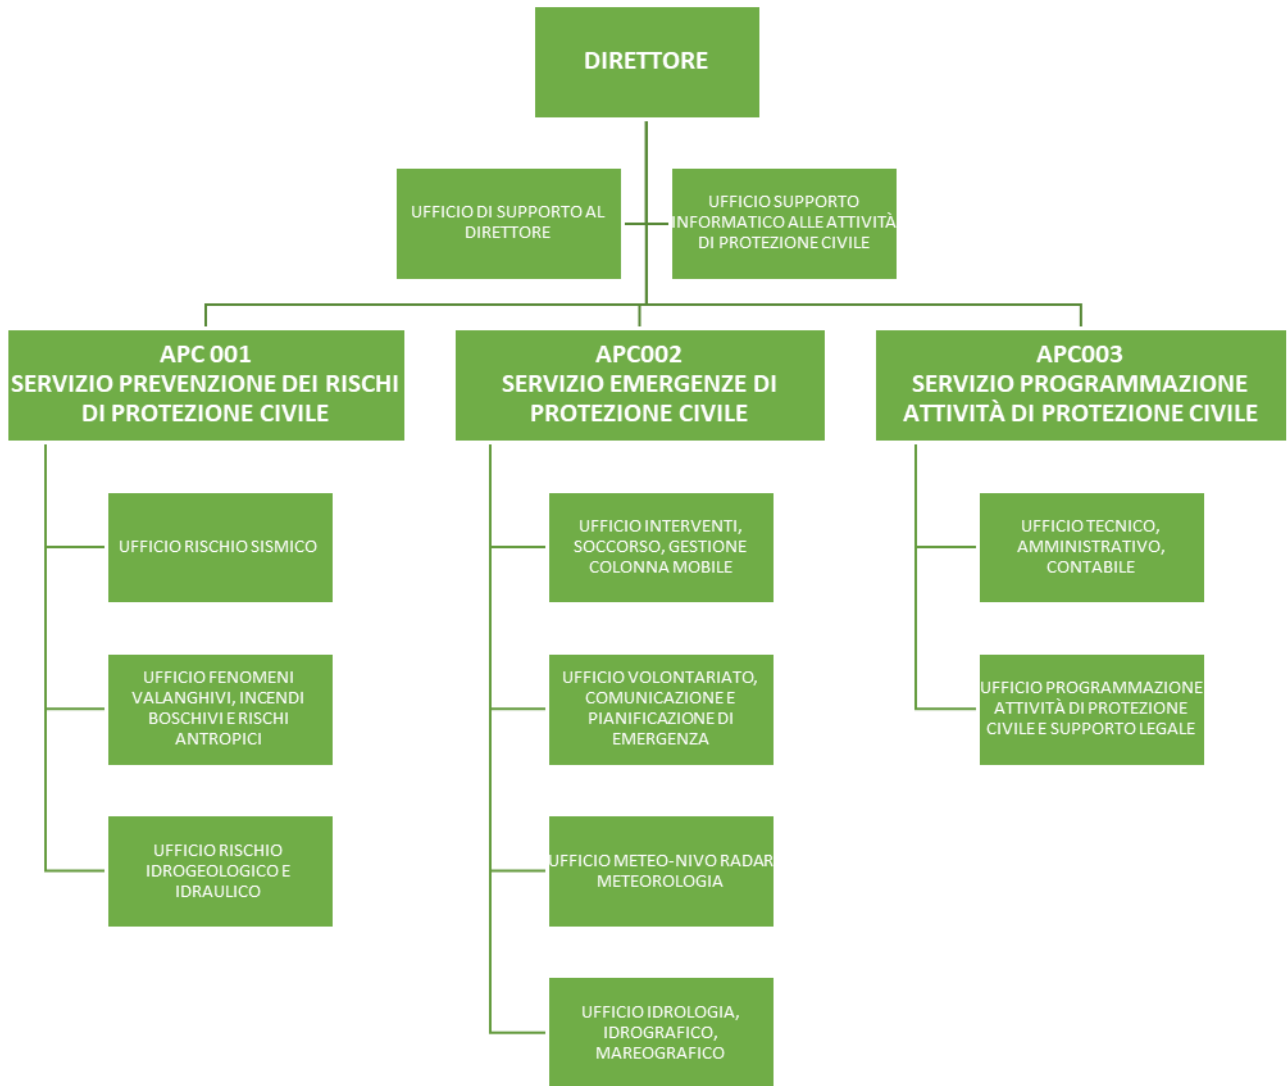 DIRETTORE
UFFICIO DI SUPPORTO AL
DIRETTORE
UFFICIO SUPPORTO
INFORMATICO ALLE ATTIVITÀ
DI PROTEZIONE CIVILE
APC 001
SERVIZIO PREVENZIONE DEI RISCHI
DI PROTEZIONE CIVILE
APC002
SERVIZIO EMERGENZE DI
PROTEZIONE CIVILE
APC003
SERVIZIO PROGRAMMAZIONE
ATTIVITÀ DI PROTEZIONE CIVILE
UFFICIO RISCHIO SISMICO
UFFICIO FENOMENI
VALANGHIVI, INCENDI
BOSCHIVI E RISCHI
ANTROPICI
UFFICIO RISCHIO
IDROGEOLOGICO E
IDRAULICO
UFFICIO INTERVENTI,
SOCCORSO, GESTIONE
COLONNA MOBILE
UFFICIO VOLONTARIATO,
COMUNICAZIONE E
PIANIFICAZIONE DI
EMERGENZA
UFFICIO METEO-NIVO RADAR
METEOROLOGIA
UFFICIO IDROLOGIA,
IDROGRAFICO,
MAREOGRAFICO
UFFICIO TECNICO,
AMMINISTRATIVO,
CONTABILE
UFFICIO PROGRAMMAZIONE
ATTIVITÀ DI PROTEZIONE
CIVILE E SUPPORTO LEGALE